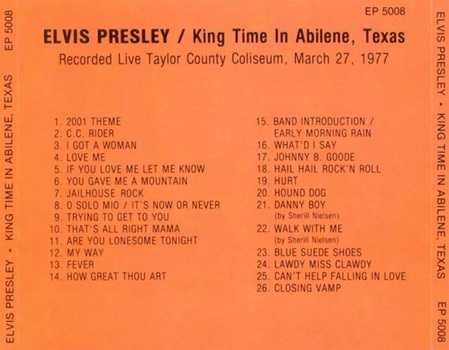 EP 5008
ELVIS PRESLEY / King Time In Abilene, Texas
Recorded Live Taylor County Coliseum, March 27, 1977
1. 2001 THEME
2. C.C. RIDER
3. I GOT A WOMAN
4. LOVE ME
5. IF YOU LOVE ME LET ME KNOW
6. YOU GAVE ME A MOUNTAIN
7. JAILHOUSE ROCK
8. O SOLO MIO / IT'S NOW OR NEVER
9. TRYING TO GET TO YOU
10. THAT'S ALL RIGHT MAMA
11. ARE YOU LONESOME TONIGHT
12. MY WAY
13. FEVER
14. HOW GREAT THOU ART
15. BAND INTRODUCTION /
EARLY MORNING RAIN
16. WHAT'D I SAY
17. JOHNNY B. GOODE
18. HAIL HAIL ROCK'N ROLL
19. HURT
20. HOUND DOG
21. DANNY BOY
(by Sherill Nielsen)
22. WALK WITH ME
(by Sherill Nielsen)
23. BLUE SUEDE SHOES
24. LAWDY MISS CLAWDY
25. CAN'T HELP FALLING IN LOVE
26. CLOSING VAMP
ELVIS PRESLEY • KING TIME IN ABILENE, TEXAS EP 5008
ELVIS PRESLEY • KING TIME IN ABILENE, TEXAS EP 5008